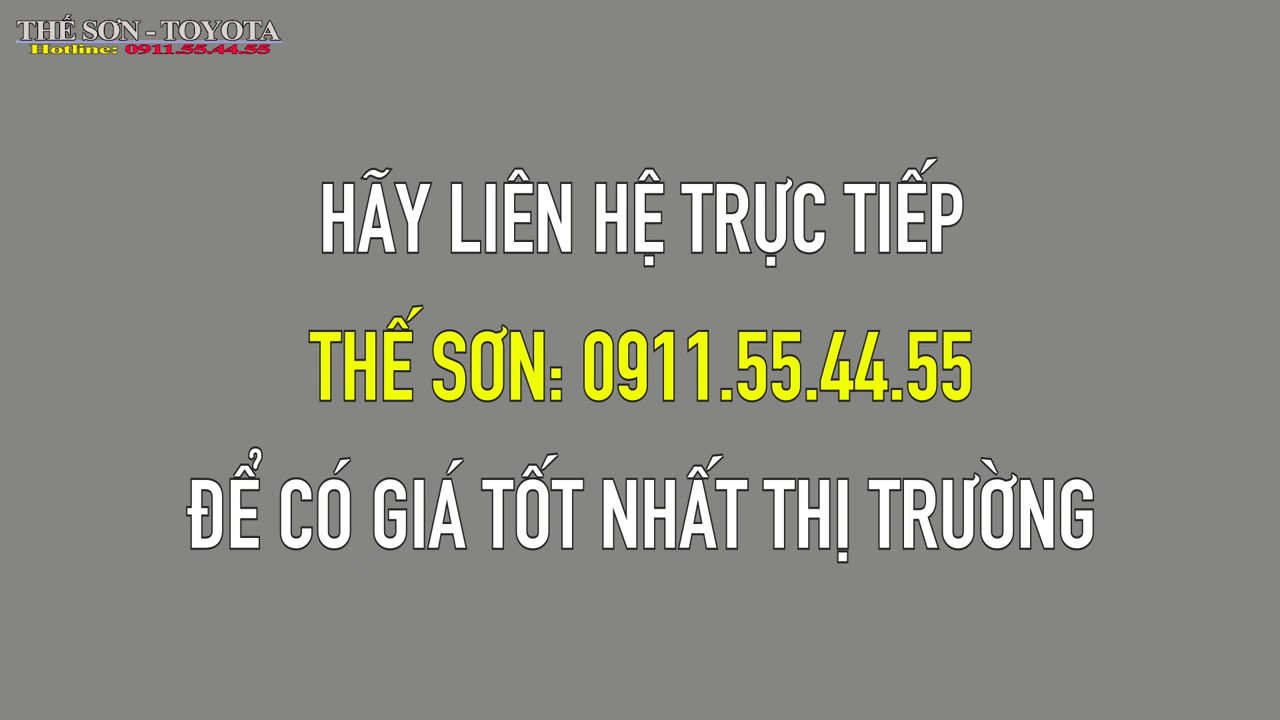 THẾ SƠN - TOYOTA
Hotline: 0911.55.44.55
HÃY LIÊN HỆ TRỰC TIẾP
THẾ SƠN: 0911.55.44.55
ĐỂ CÓ GIÁ TỐT NHẤT THỊ TRƯỜNG